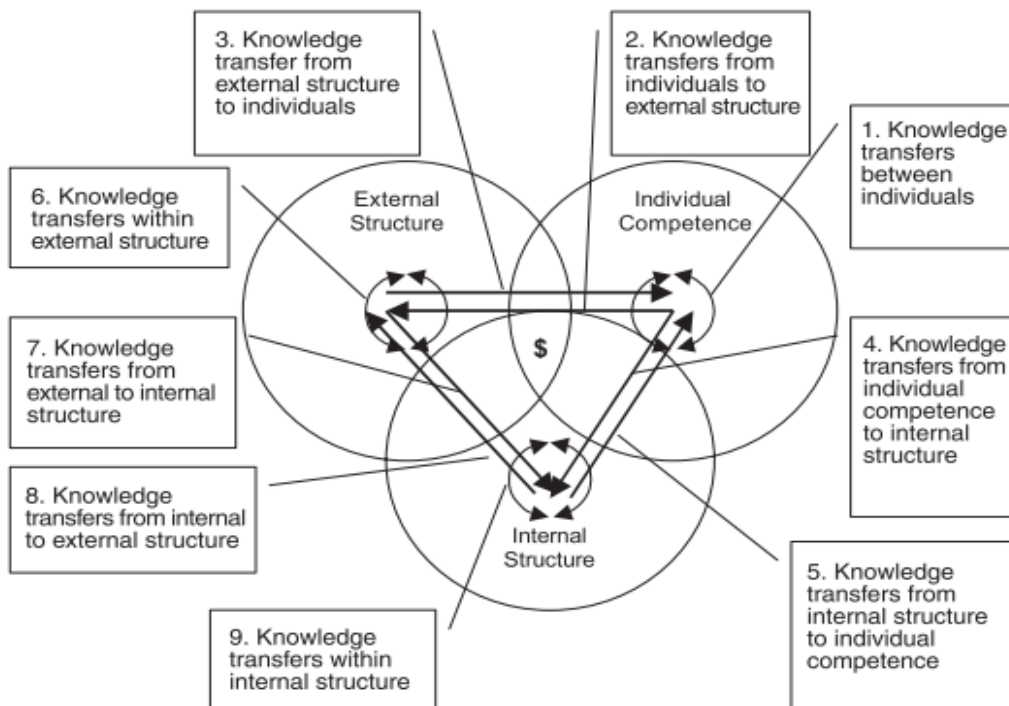 3. Knowledge
transfer from
external structure
to individuals
2. Knowledge
transfers from
individuals to
external structure
1. Knowledge
transfers
between
individuals
6. Knowledge
transfers within
external structure
External
Structure
Individual
Competence
7. Knowledge
transfers from
external to internal
structure
$
4. Knowledge
transfers from
individual
competence
to internal
structure
8. Knowledge
transfers from internal
to external structure
Internal
Structure
5. Knowledge
transfers from
internal structure
to individual
competence
9. Knowledge
transfers within
internal structure